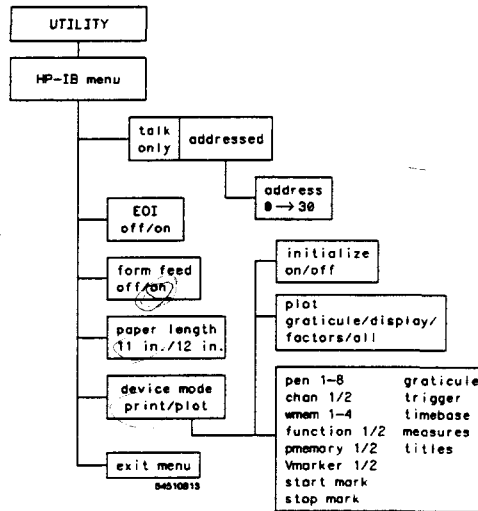 UTILITY
HP-IB menu
talk only
addressed
address
0 → 30
EOI
off/on
form feed
off/on
paper length
11 in./12 in.
device mode
print/plot
exit menu
initialize
on/off
plot
graticule/display/
factors/all
pen 1-8 graticule
chan 1/2 trigger
wmem 1-4 timebase
function 1/2 measures
pmemory 1/2 titles
Vmarker 1/2
start mark
stop mark
54510B13